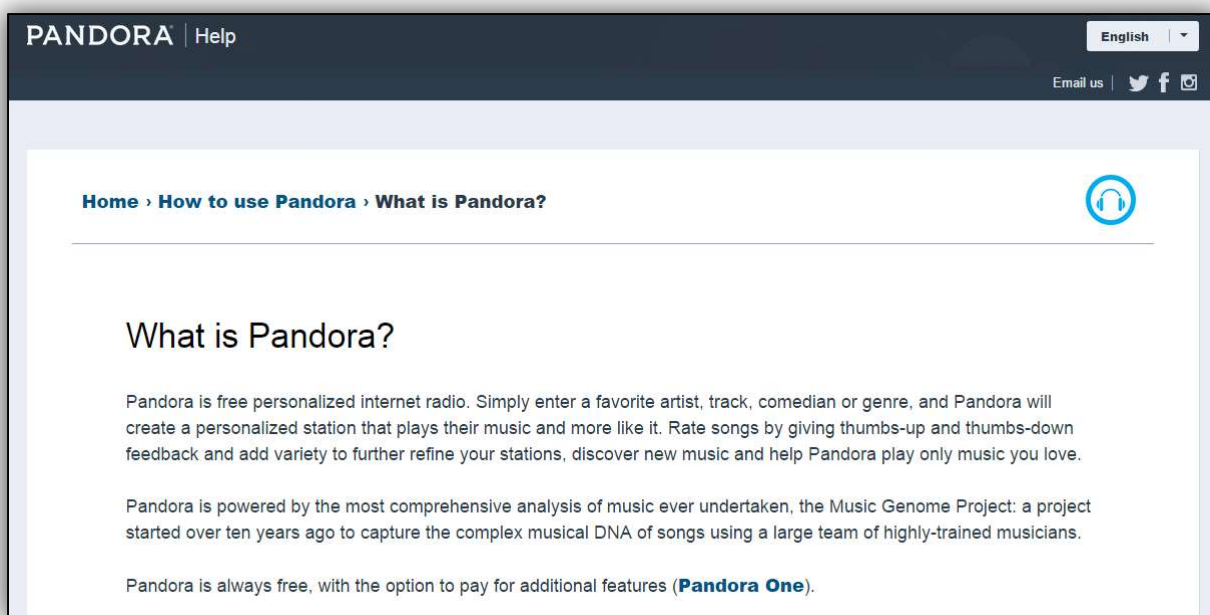 PANDORA | Help
English
Email us |
Home › How to use Pandora › What is Pandora?
What is Pandora?
Pandora is free personalized internet radio. Simply enter a favorite artist, track, comedian or genre, and Pandora will
create a personalized station that plays their music and more like it. Rate songs by giving thumbs-up and thumbs-down
feedback and add variety to further refine your stations, discover new music and help Pandora play only music you love.
Pandora is powered by the most comprehensive analysis of music ever undertaken, the Music Genome Project: a project
started over ten years ago to capture the complex musical DNA of songs using a large team of highly-trained musicians.
Pandora is always free, with the option to pay for additional features (Pandora One).